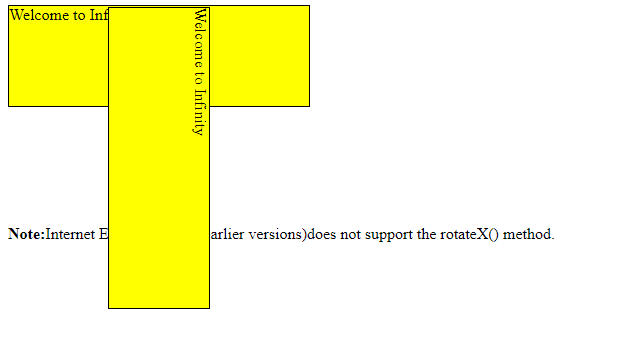 Welcome to Inf
Welcome to Infinity
Note:Internet E arlier versions)does not support the rotateX() method.